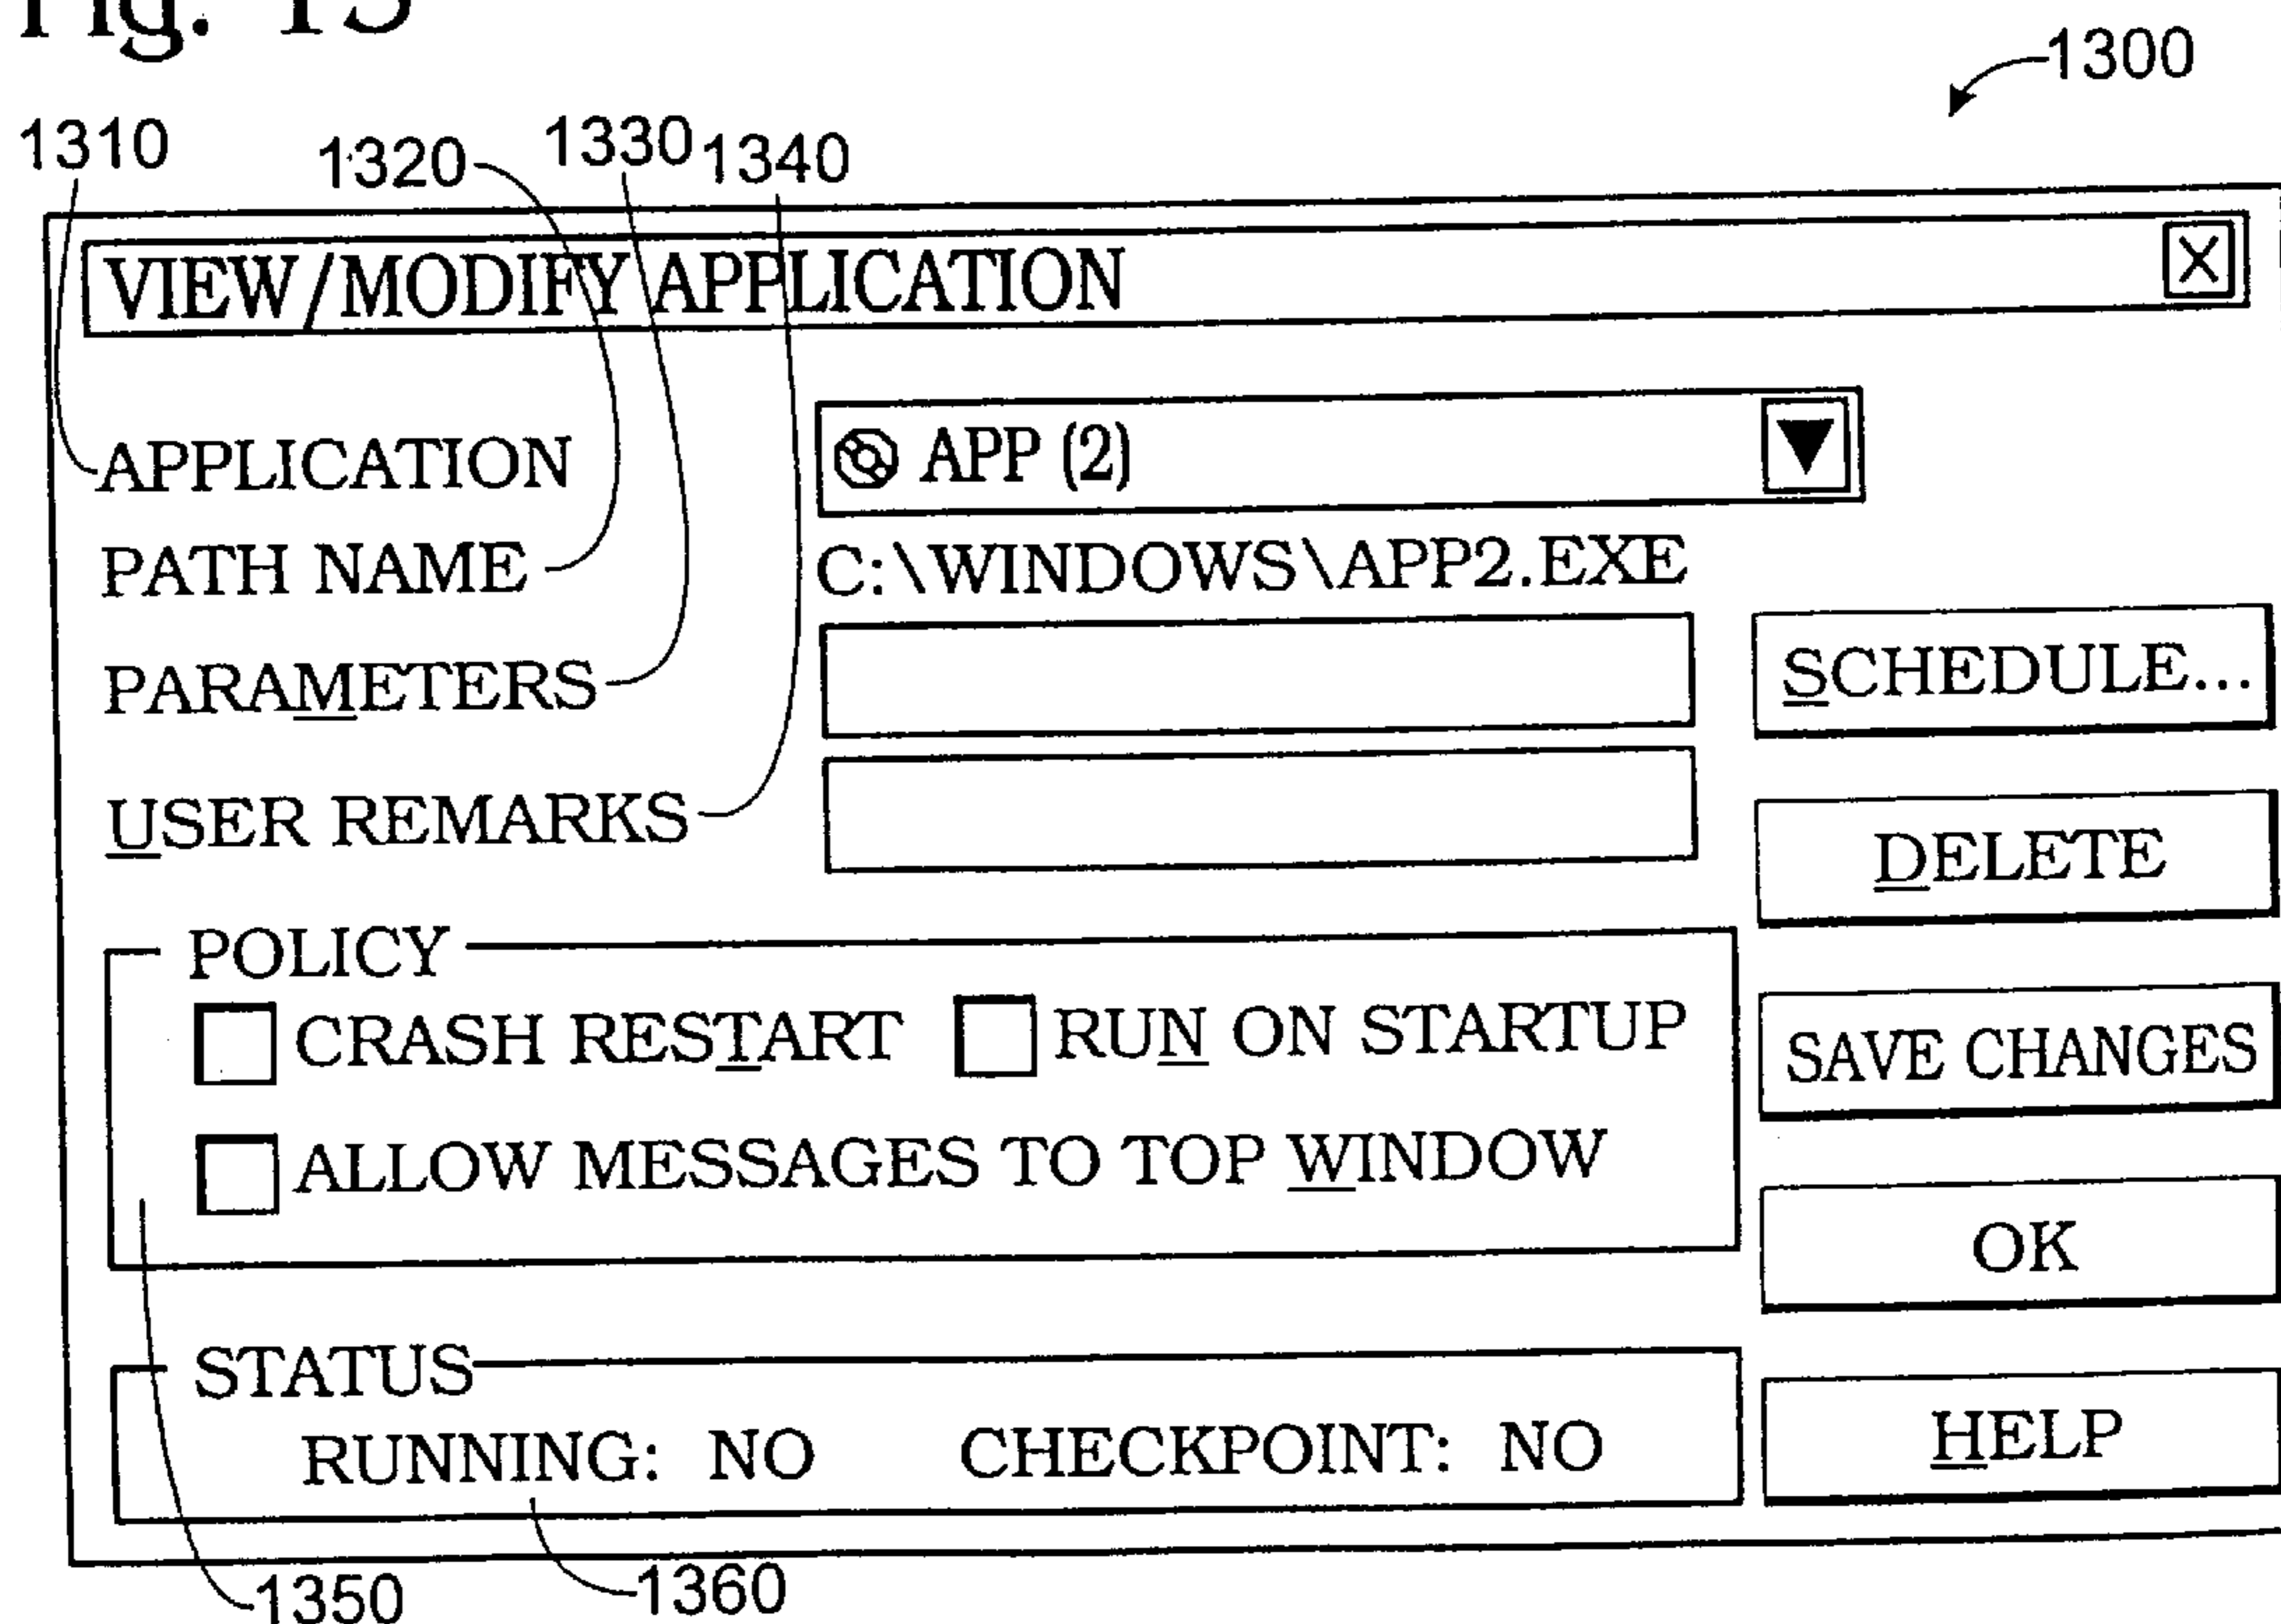 Fig. 13
1300
1310 1320 1330 1340
VIEW/MODIFY APPLICATION X
APPLICATION APP (2)
PATH NAME C:\WINDOWS\APP2.EXE
PARAMETERS
SCHEDULE...
USER REMARKS
DELETE
POLICY
CRASH RESTART RUN ON STARTUP
SAVE CHANGES
ALLOW MESSAGES TO TOP WINDOW
OK
STATUS
RUNNING: NO CHECKPOINT: NO
HELP
1350 1360